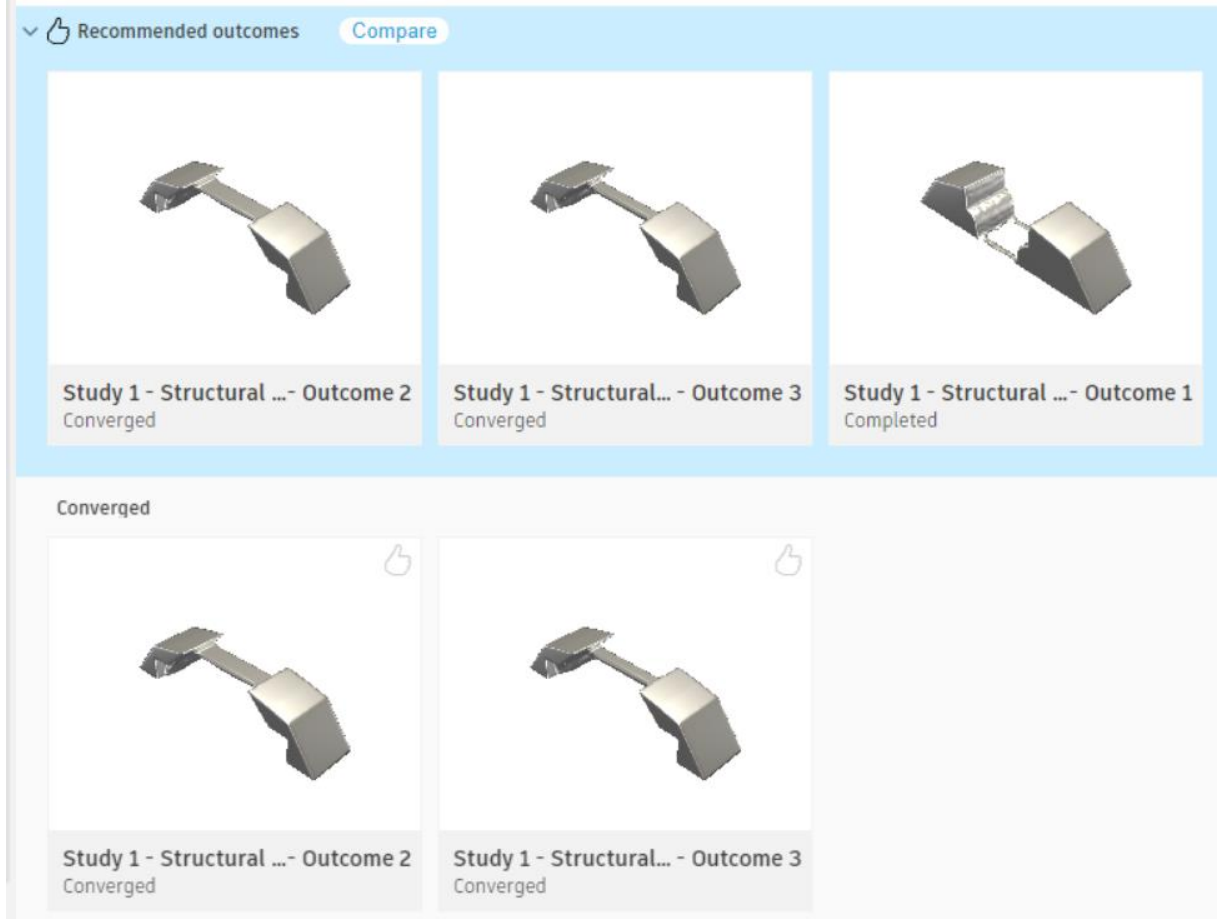 Recommended outcomes Compare
Study 1 - Structural ...- Outcome 2
Converged
Study 1 - Structural... - Outcome 3
Converged
Study 1 - Structural ...- Outcome 1
Completed
Converged
Study 1 - Structural ...- Outcome 2
Converged
Study 1 - Structural... - Outcome 3
Converged